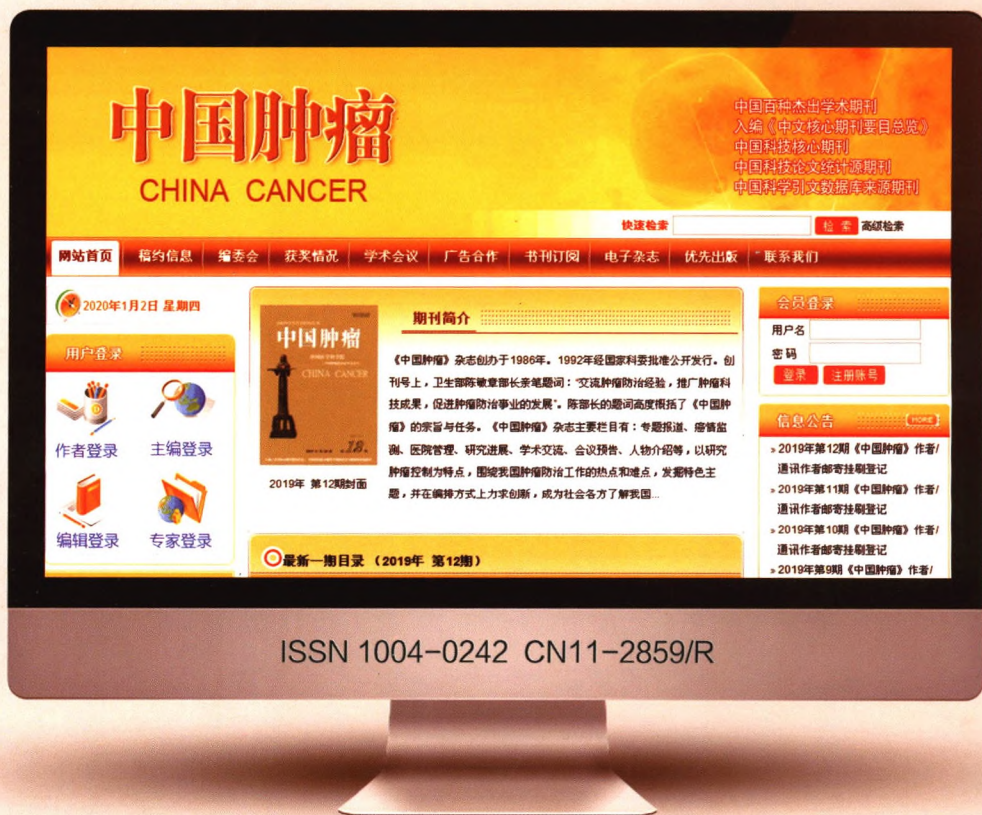 中国肿瘤
CHINA CANCER
中国百种杰出学术期刊
入编《中文核心期刊要目总览》
中国科技核心期刊
中国科技论文统计源期刊
中国科学引文数据库来源期刊
快速检索 检 索 高级检索
网站首页 稿约信息 编委会 获奖情况 学术会议 广告合作 书刊订阅 电子杂志 优先出版 联系我们
2020年1月2日 星期四
用户登录
作者登录 主编登录
编辑登录 专家登录
中国肿瘤
CHINA CANCER
2019年 第12期封面
期刊简介
《中国肿瘤》杂志创办于1986年。1992年经国家科委批准公开发行。创
刊号上，卫生部陈敏章部长亲笔题词：“交流肿瘤防治经验，推广肿瘤科
技成果，促进肿瘤防治事业的发展”。陈部长的题词高度概括了《中国肿
瘤》的宗旨与任务。《中国肿瘤》杂志主要栏目有：专题报道、癌情监
测、医院管理、研究进展、学术交流、会议预告、人物介绍等，以研究
肿瘤控制为特点，围绕我国肿瘤防治工作的热点和难点，发掘特色主
题，并在编排方式上力求创新，成为社会各方了解我国...
最新一期目录 （2019年 第12期）
会员登录
用户名
密码
登录 注册账号
信息公告 MORE
» 2019年第12期《中国肿瘤》作者/
通讯作者邮寄挂刷登记
» 2019年第11期《中国肿瘤》作者/
通讯作者邮寄挂刷登记
» 2019年第10期《中国肿瘤》作者/
通讯作者邮寄挂刷登记
» 2019年第9期《中国肿瘤》作者/
ISSN 1004-0242 CN11-2859/R